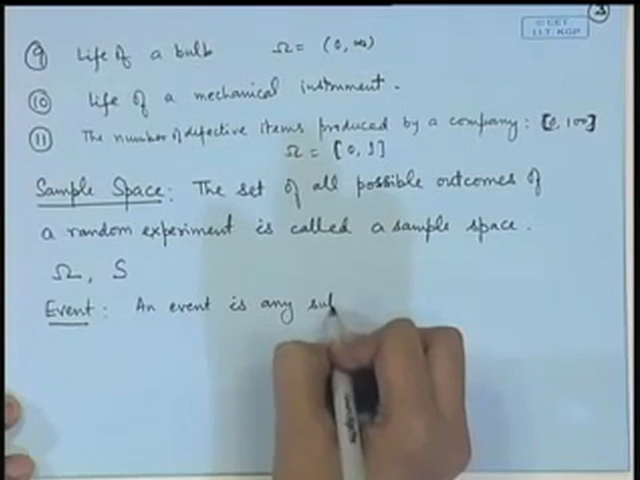 3
© CET
I.I.T. KGP
9 Life of a bulb Ω = (0, ∞)
10 Life of a mechanical instrument.
11 The number of defective items produced by a company: [0, 100]
Ω = [0, 1]
Sample Space: The set of all possible outcomes of
a random experiment is called a sample space.
Ω, S
Event: An event is any sub